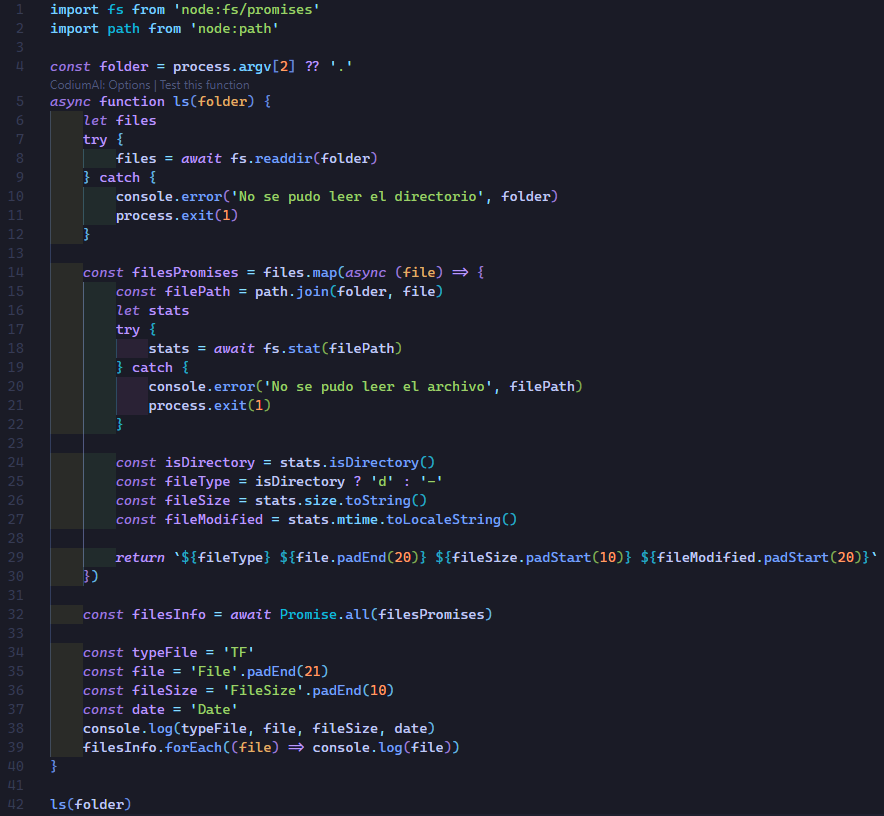 1 import fs from 'node:fs/promises'
2 import path from 'node:path'
3
4 const folder = process.argv[2] ?? '.'
CodiumAI: Options | Test this function
5 async function ls(folder) {
6     let files
7     try {
8         files = await fs.readdir(folder)
9     } catch {
10         console.error('No se pudo leer el directorio', folder)
11         process.exit(1)
12     }
13
14     const filesPromises = files.map(async (file) => {
15         const filePath = path.join(folder, file)
16         let stats
17         try {
18             stats = await fs.stat(filePath)
19         } catch {
20             console.error('No se pudo leer el archivo', filePath)
21             process.exit(1)
22         }
23
24         const isDirectory = stats.isDirectory()
25         const fileType = isDirectory ? 'd' : '-'
26         const fileSize = stats.size.toString()
27         const fileModified = stats.mtime.toLocaleString()
28
29         return `${fileType} ${file.padEnd(20)} ${fileSize.padStart(10)} ${fileModified.padStart(20)}`
30     })
31
32     const filesInfo = await Promise.all(filesPromises)
33
34     const typeFile = 'TF'
35     const file = 'File'.padEnd(21)
36     const fileSize = 'FileSize'.padEnd(10)
37     const date = 'Date'
38     console.log(typeFile, file, fileSize, date)
39     filesInfo.forEach((file) => console.log(file))
40 }
41
42 ls(folder)